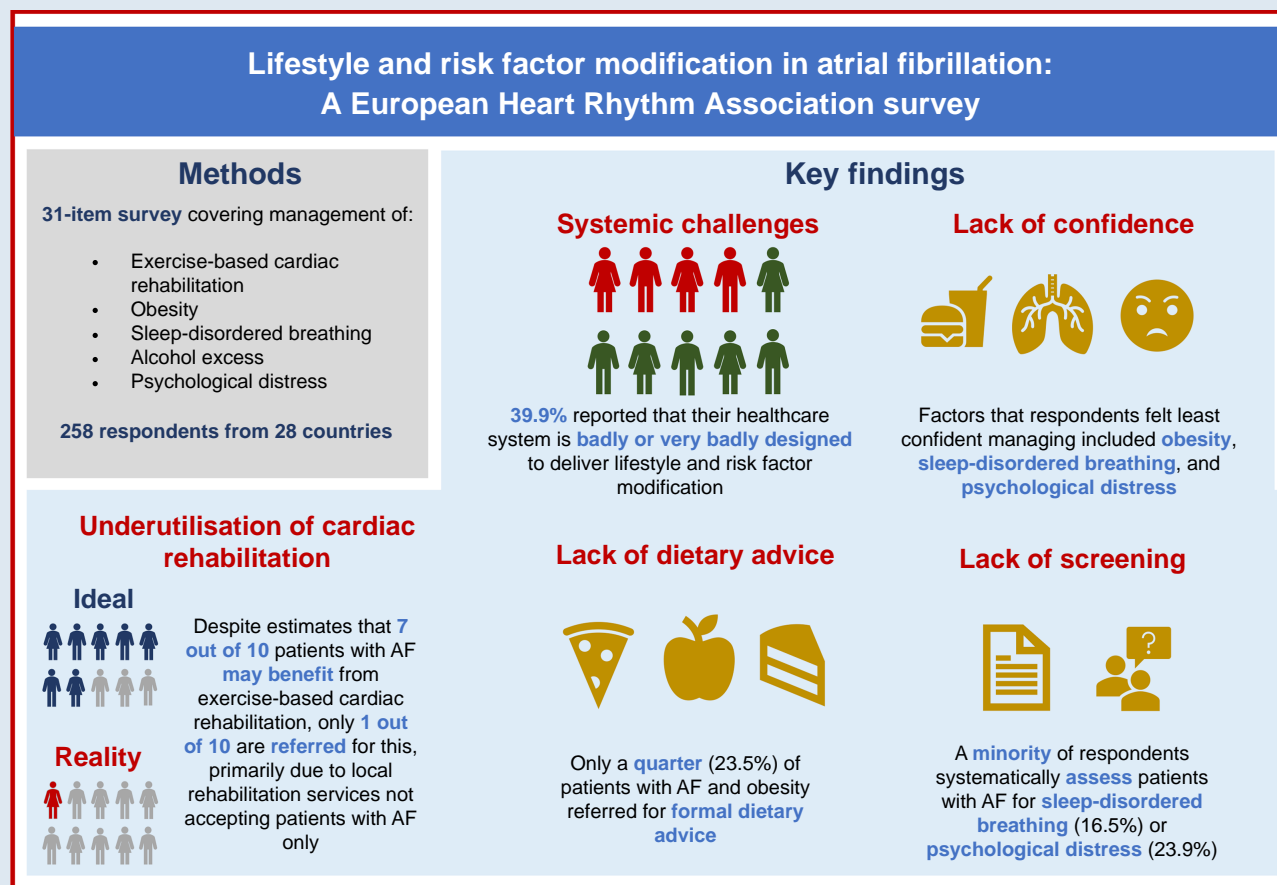 Lifestyle and risk factor modification in atrial fibrillation:
A European Heart Rhythm Association survey
Methods
31-item survey covering management of:
• Exercise-based cardiac
rehabilitation
• Obesity
• Sleep-disordered breathing
• Alcohol excess
• Psychological distress
258 respondents from 28 countries
Key findings
Systemic challenges
39.9% reported that their healthcare
system is badly or very badly designed
to deliver lifestyle and risk factor
modification
Lack of confidence
Factors that respondents felt least
confident managing included obesity,
sleep-disordered breathing, and
psychological distress
Underutilisation of cardiac
rehabilitation
Ideal
Reality
Despite estimates that 7
out of 10 patients with AF
may benefit from
exercise-based cardiac
rehabilitation, only 1 out
of 10 are referred for this,
primarily due to local
rehabilitation services not
accepting patients with AF
only
Lack of dietary advice
Only a quarter (23.5%) of
patients with AF and obesity
referred for formal dietary
advice
Lack of screening
?
A minority of respondents
systematically assess patients
with AF for sleep-disordered
breathing (16.5%) or
psychological distress (23.9%)